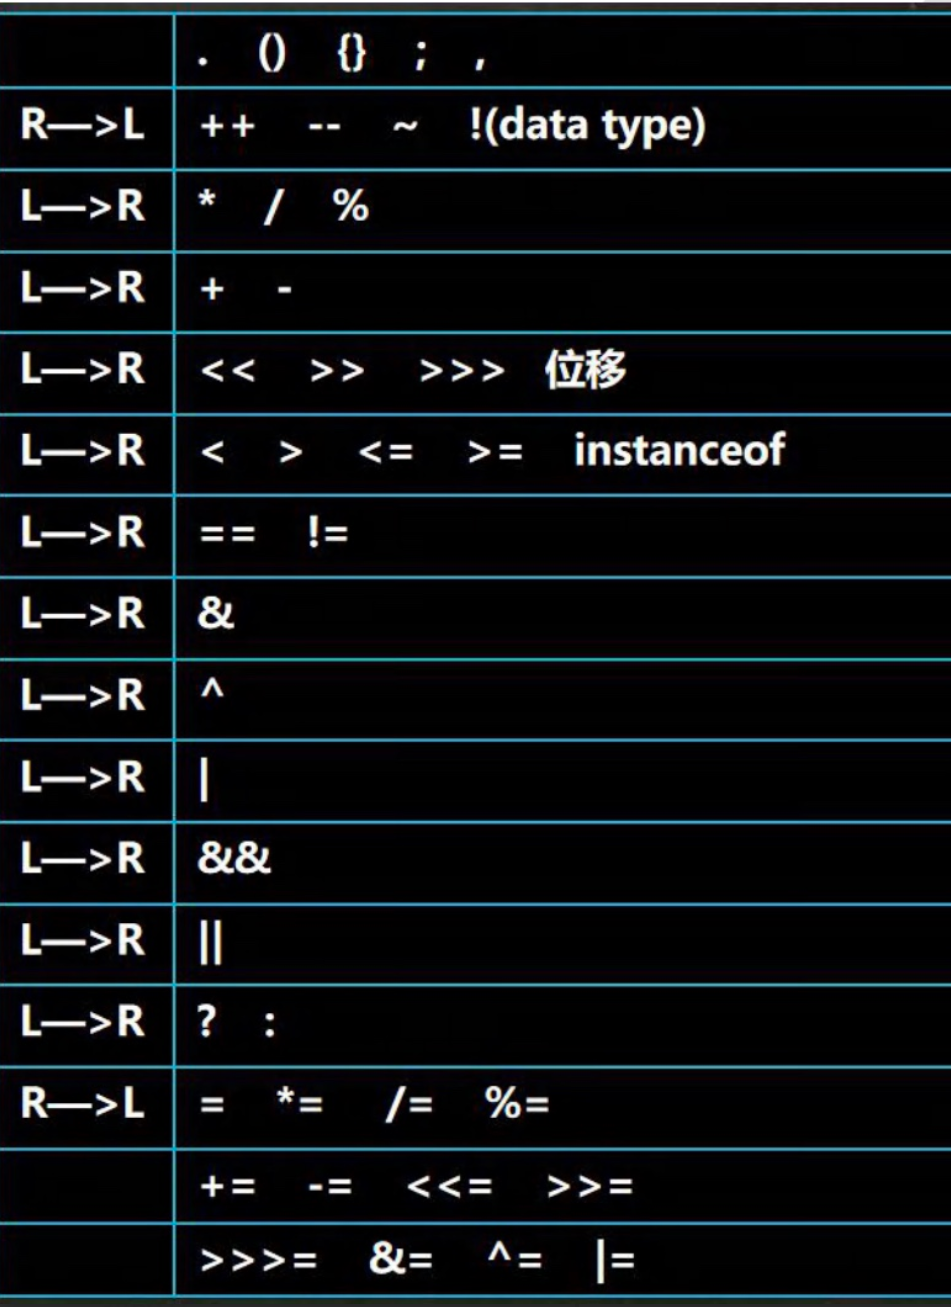 . () {} ; ,
R—>L ++ -- ~ !(data type)
L—>R * / %
L—>R + -
L—>R << >> >>> 位移
L—>R < > <= >= instanceof
L—>R == !=
L—>R &
L—>R ^
L—>R |
L—>R &&
L—>R ||
L—>R ? :
R—>L = *= /= %=
+= -= <<= >>=
>>>= &= ^= |=